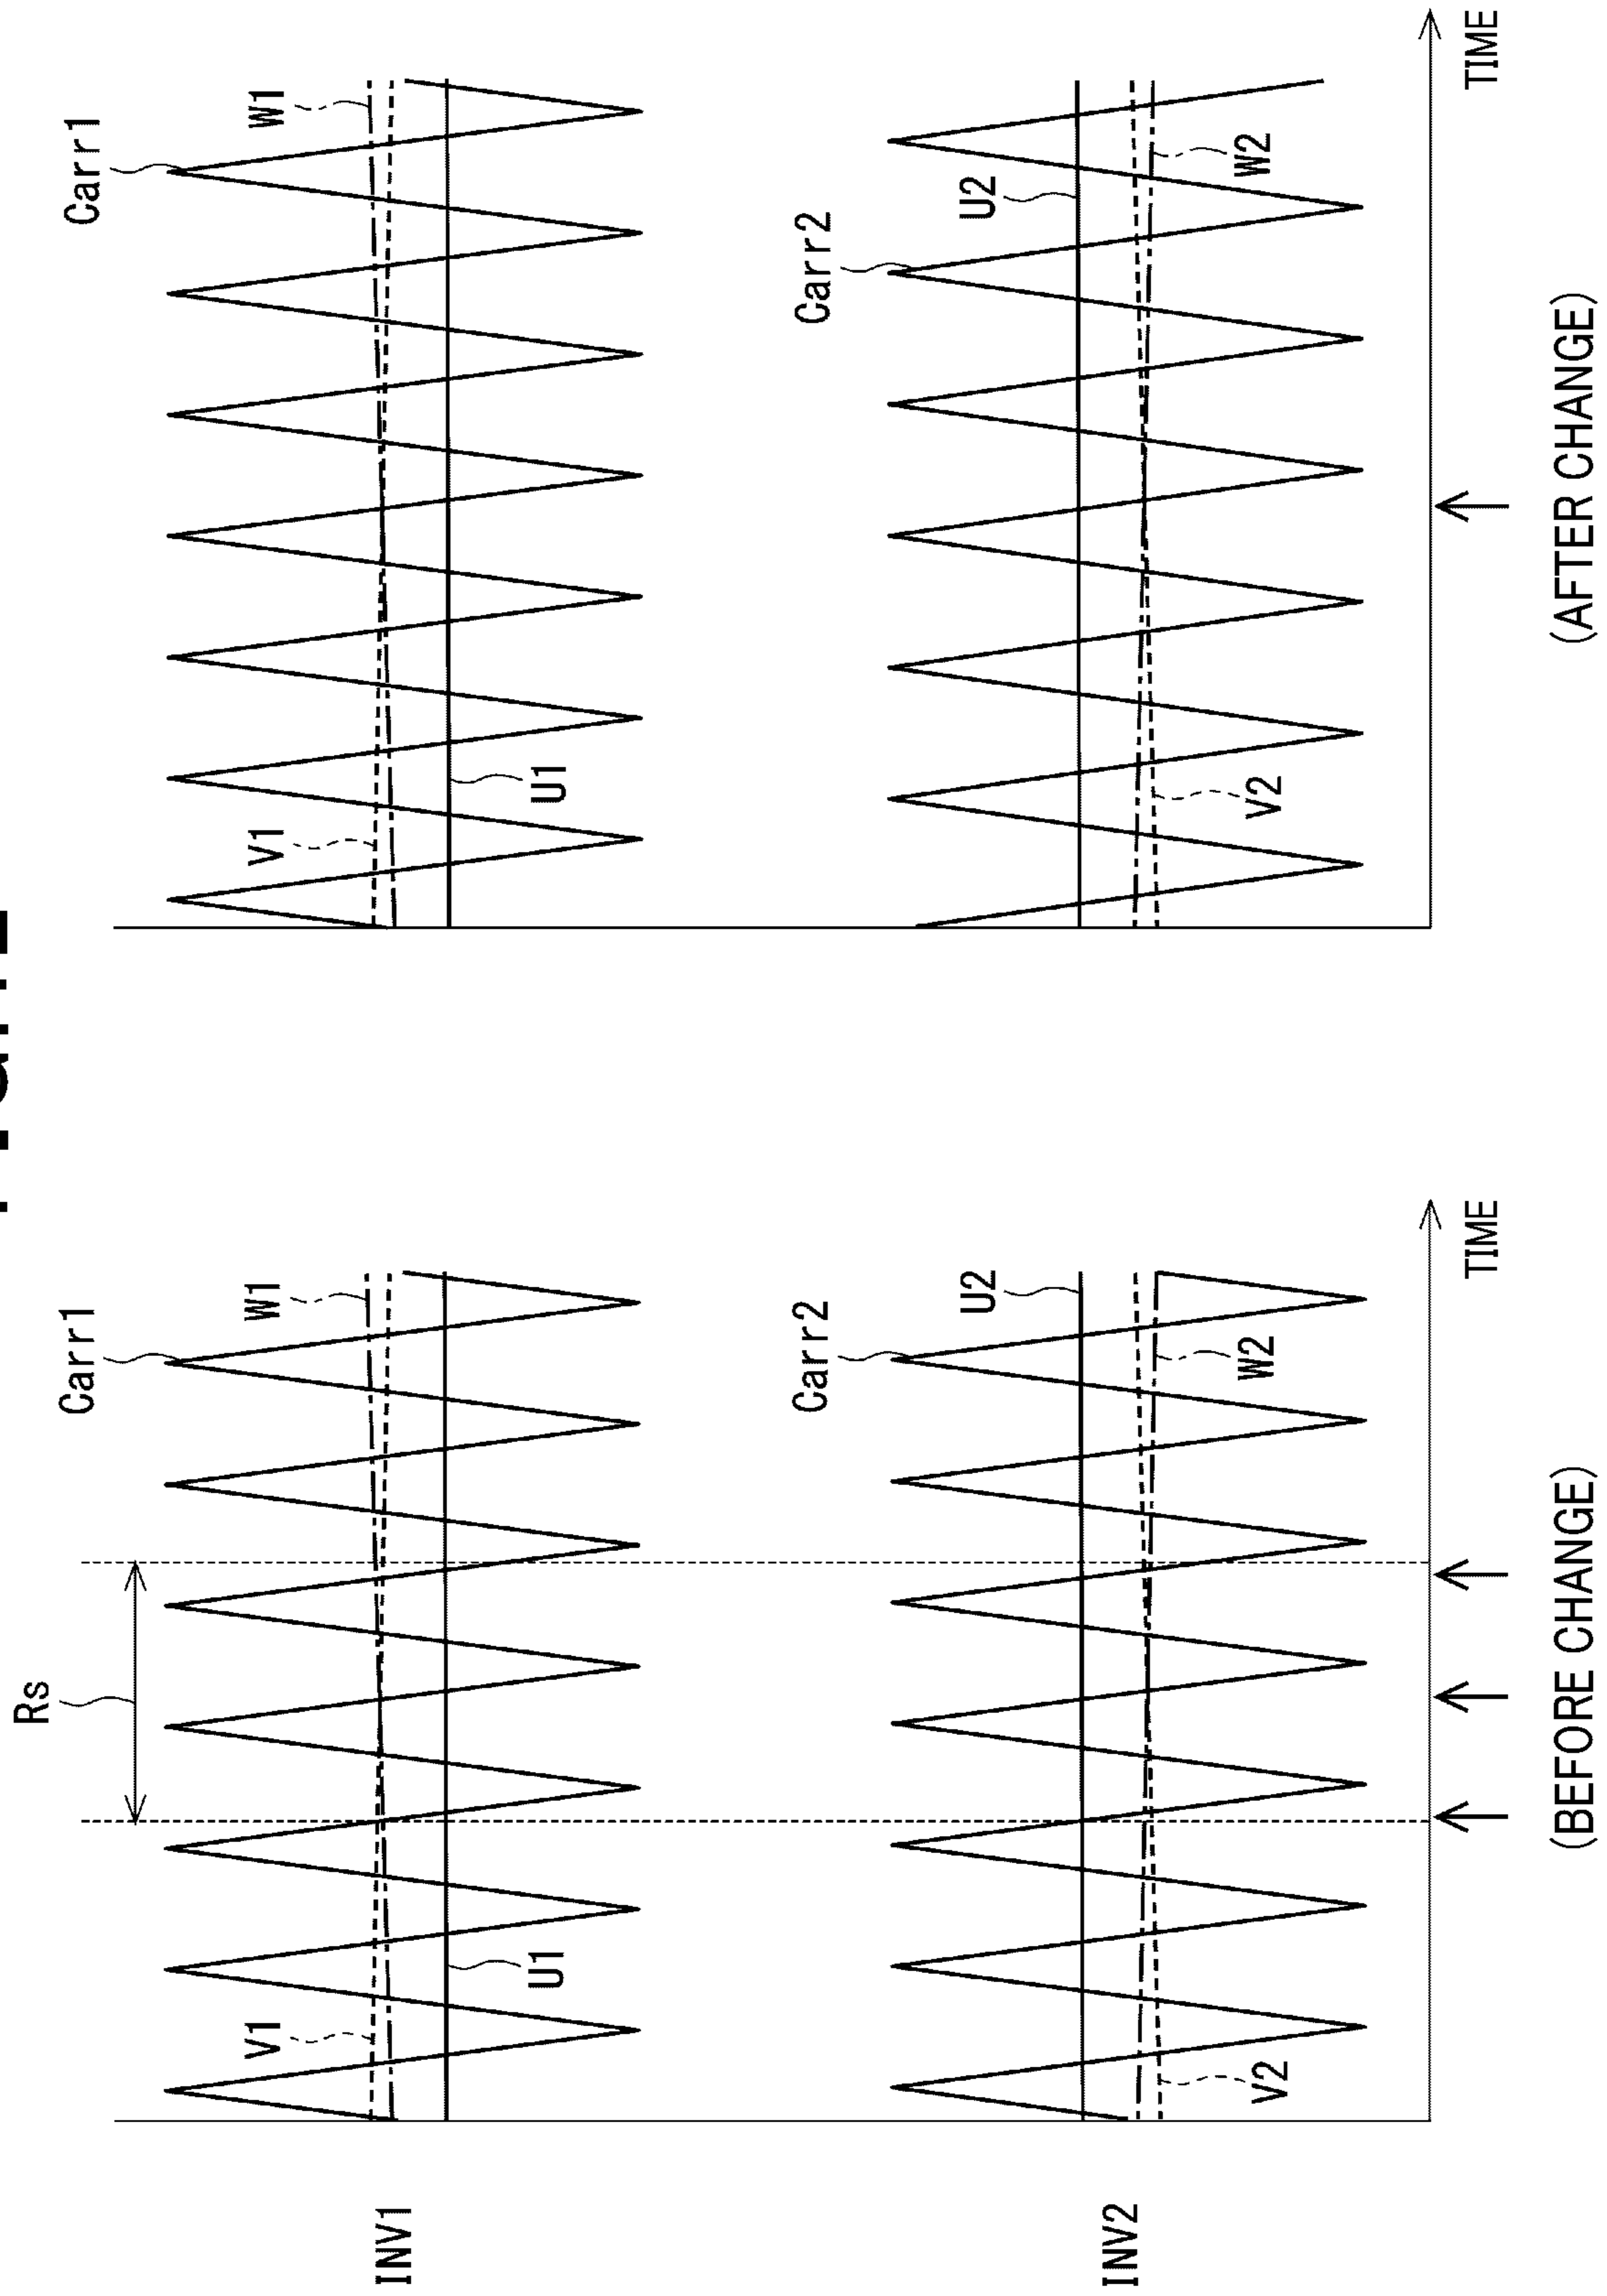 Rs
Carr1
V1
W1
INV1
U1
Carr2
U2
INV2
V2
W2
TIME
(BEFORE CHANGE)
Carr1
V1
W1
U1
Carr2
U2
V2
W2
TIME
(AFTER CHANGE)